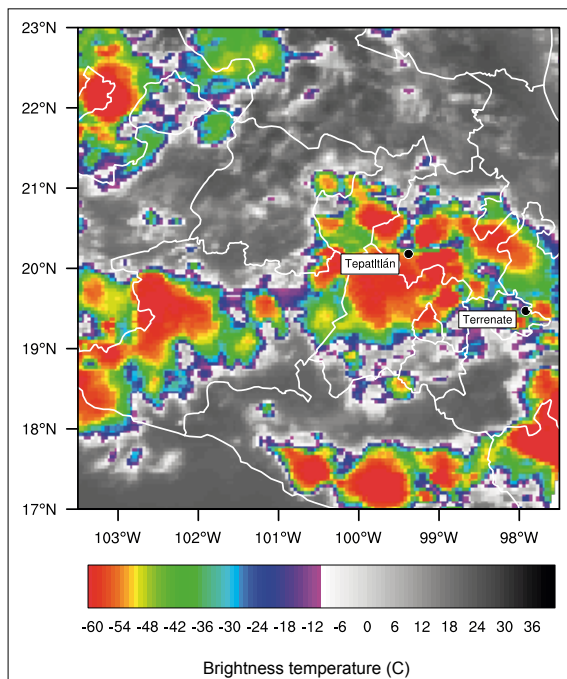 23°N
22°N
21°N
20°N
19°N
18°N
17°N
Tepatitlán
Terrenate
103°W 102°W 101°W 100°W 99°W 98°W
-60 -54 -48 -42 -36 -30 -24 -18 -12 -6 0 6 12 18 24 30 36
Brightness temperature (C)